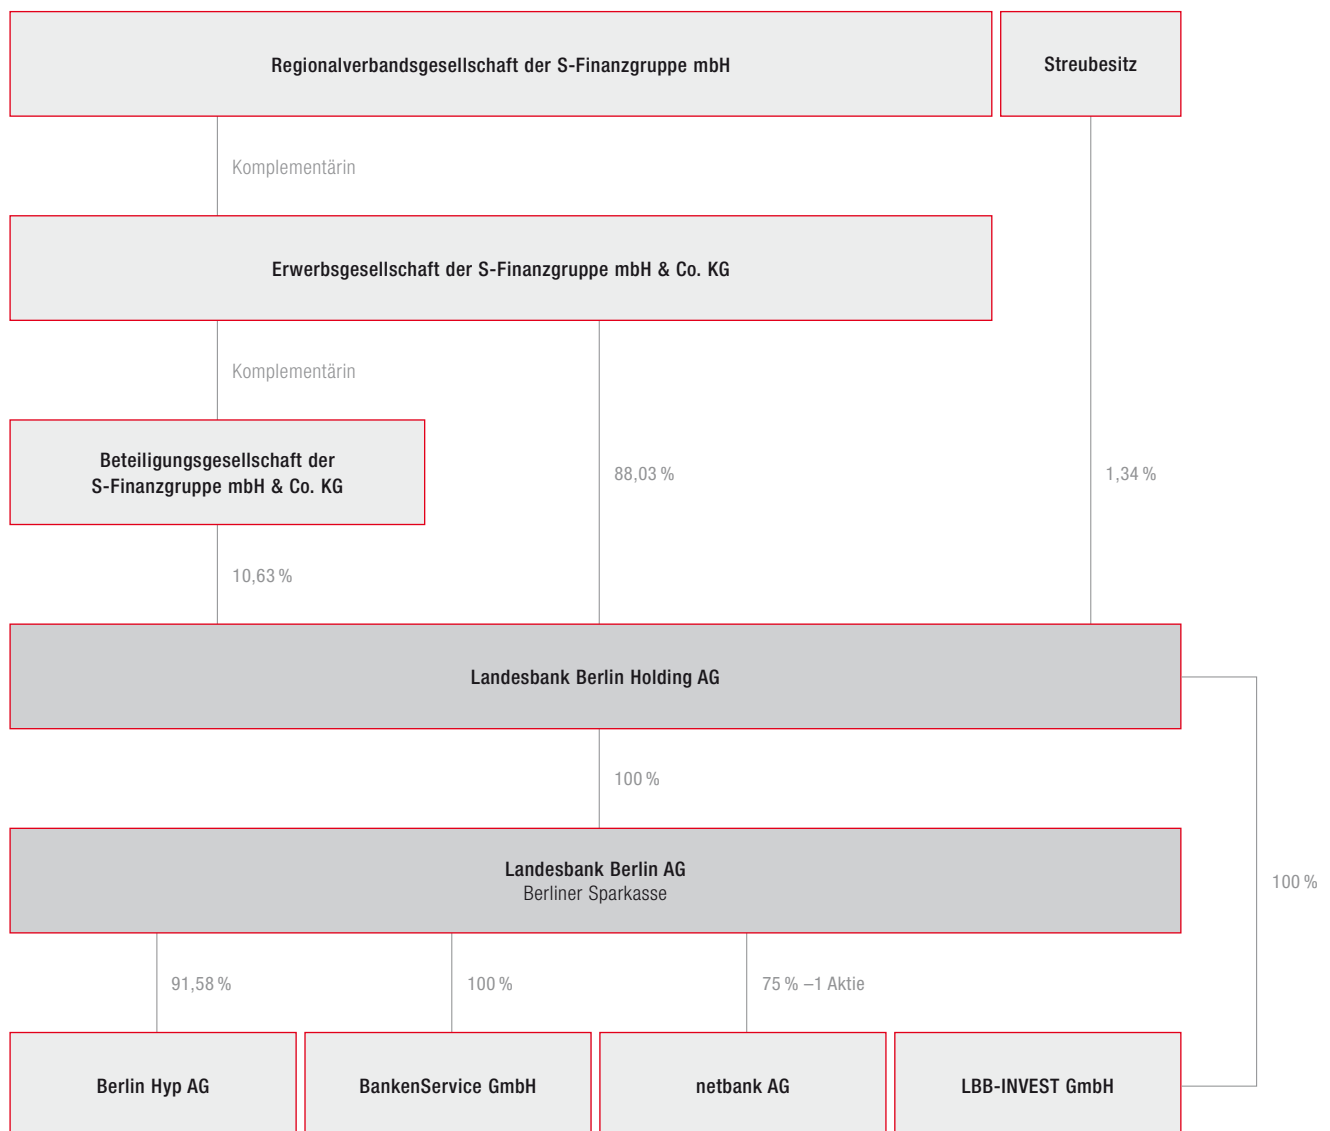 Regionalverbandsgesellschaft der S-Finanzgruppe mbH
Streubesitz
Komplementärin
Erwerbsgesellschaft der S-Finanzgruppe mbH & Co. KG
Komplementärin
Beteiligungsgesellschaft der
S-Finanzgruppe mbH & Co. KG
88,03 %
1,34 %
10,63 %
Landesbank Berlin Holding AG
100 %
Landesbank Berlin AG
Berliner Sparkasse
100 %
91,58 %
100 %
75 % –1 Aktie
Berlin Hyp AG
BankenService GmbH
netbank AG
LBB-INVEST GmbH